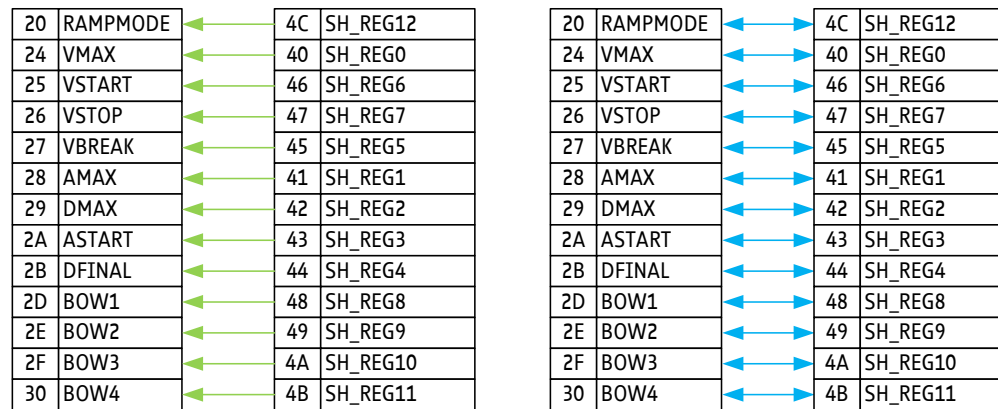 20 RAMPMODE 4C SH_REG12 20 RAMPMODE 4C SH_REG12
24 VMAX 40 SH_REG0 24 VMAX 40 SH_REG0
25 VSTART 46 SH_REG6 25 VSTART 46 SH_REG6
26 VSTOP 47 SH_REG7 26 VSTOP 47 SH_REG7
27 VBREAK 45 SH_REG5 27 VBREAK 45 SH_REG5
28 AMAX 41 SH_REG1 28 AMAX 41 SH_REG1
29 DMAX 42 SH_REG2 29 DMAX 42 SH_REG2
2A ASTART 43 SH_REG3 2A ASTART 43 SH_REG3
2B DFINAL 44 SH_REG4 2B DFINAL 44 SH_REG4
2D BOW1 48 SH_REG8 2D BOW1 48 SH_REG8
2E BOW2 49 SH_REG9 2E BOW2 49 SH_REG9
2F BOW3 4A SH_REG10 2F BOW3 4A SH_REG10
30 BOW4 4B SH_REG11 30 BOW4 4B SH_REG11